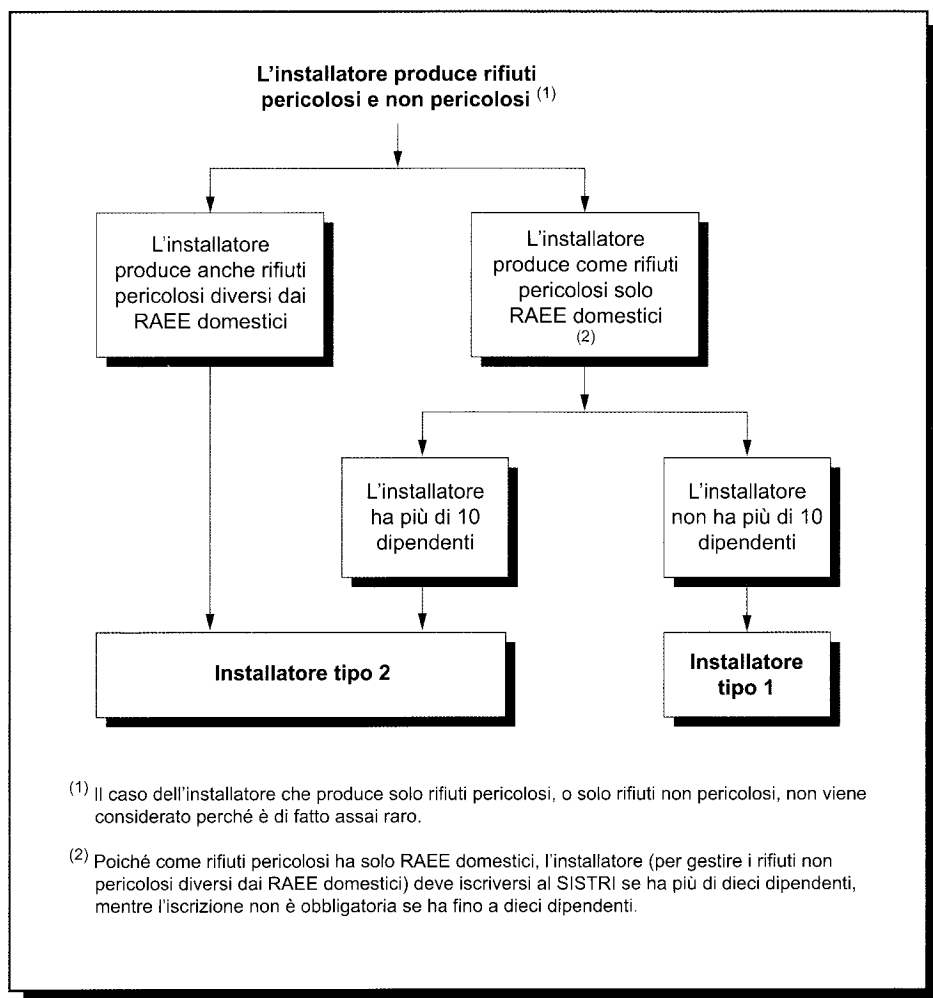 L'installatore produce rifiuti
pericolosi e non pericolosi (1)
L'installatore
produce anche rifiuti
pericolosi diversi dai
RAEE domestici
L'installatore
produce come rifiuti
pericolosi solo
RAEE domestici
(2)
L'installatore
ha più di 10
dipendenti
L'installatore
non ha più di 10
dipendenti
Installatore tipo 2
Installatore
tipo 1
(1) Il caso dell'installatore che produce solo rifiuti pericolosi, o solo rifiuti non pericolosi, non viene
considerato perché è di fatto assai raro.
(2) Poiché come rifiuti pericolosi ha solo RAEE domestici, l'installatore (per gestire i rifiuti non
pericolosi diversi dai RAEE domestici) deve iscriversi al SISTRI se ha più di dieci dipendenti,
mentre l'iscrizione non è obbligatoria se ha fino a dieci dipendenti.